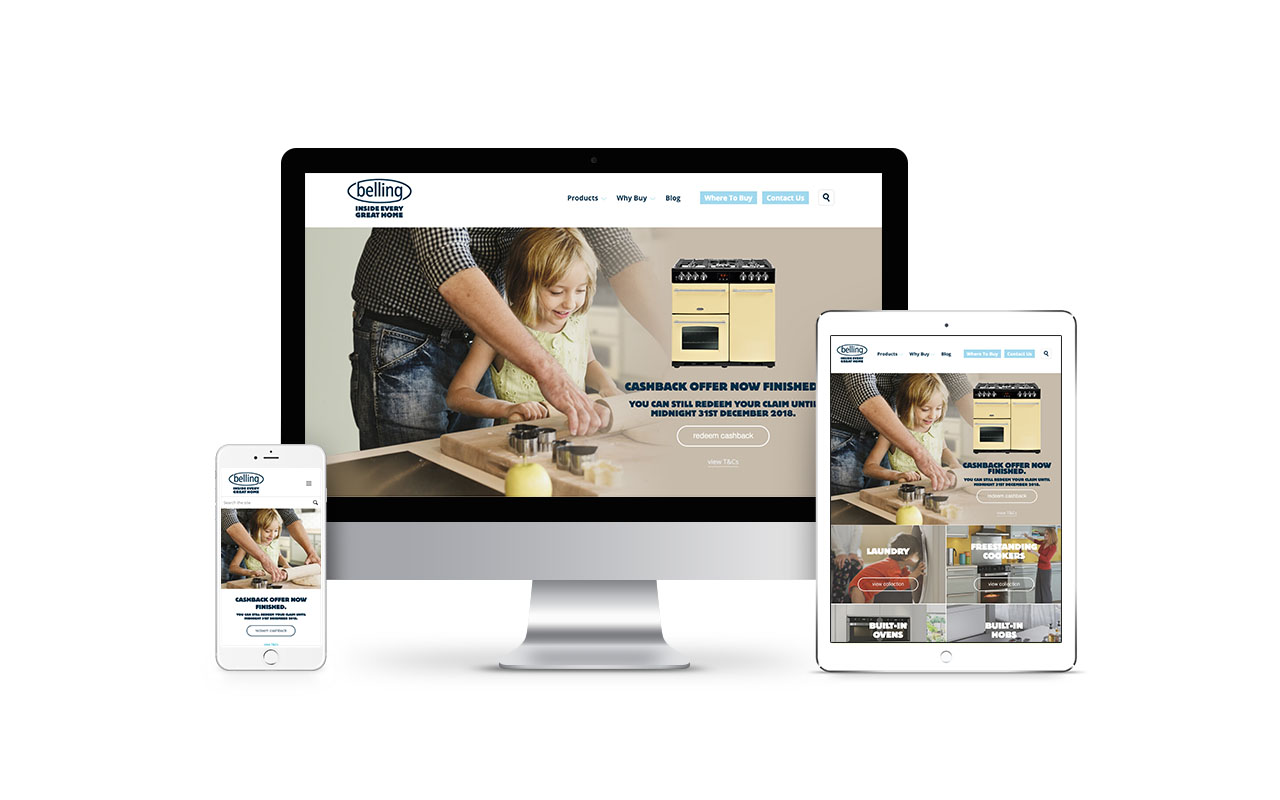 belling
INSIDE EVERY
GREAT HOME
Products
Why Buy
Blog
Where To Buy
Contact Us
CASHBACK OFFER NOW FINISHED
YOU CAN STILL REDEEM YOUR CLAIM UNTIL
MIDNIGHT 31ST DECEMBER 2018.
redeem cashback
view T&Cs
belling
INSIDE EVERY
GREAT HOME
Search the site
CASHBACK OFFER NOW
FINISHED.
YOU CAN STILL REDEEM YOUR CLAIM UNTIL
MIDNIGHT 31ST DECEMBER 2018.
redeem cashback
view T&Cs
belling
INSIDE EVERY
GREAT HOME
Products
Why Buy
Blog
Where To Buy
Contact Us
CASHBACK OFFER NOW
FINISHED.
YOU CAN STILL REDEEM YOUR CLAIM UNTIL
MIDNIGHT 31ST DECEMBER 2018.
redeem cashback
view T&Cs
LAUNDRY
view collection
FREESTANDING
COOKERS
view collection
BUILT-IN
OVENS
BUILT-IN
HOBS